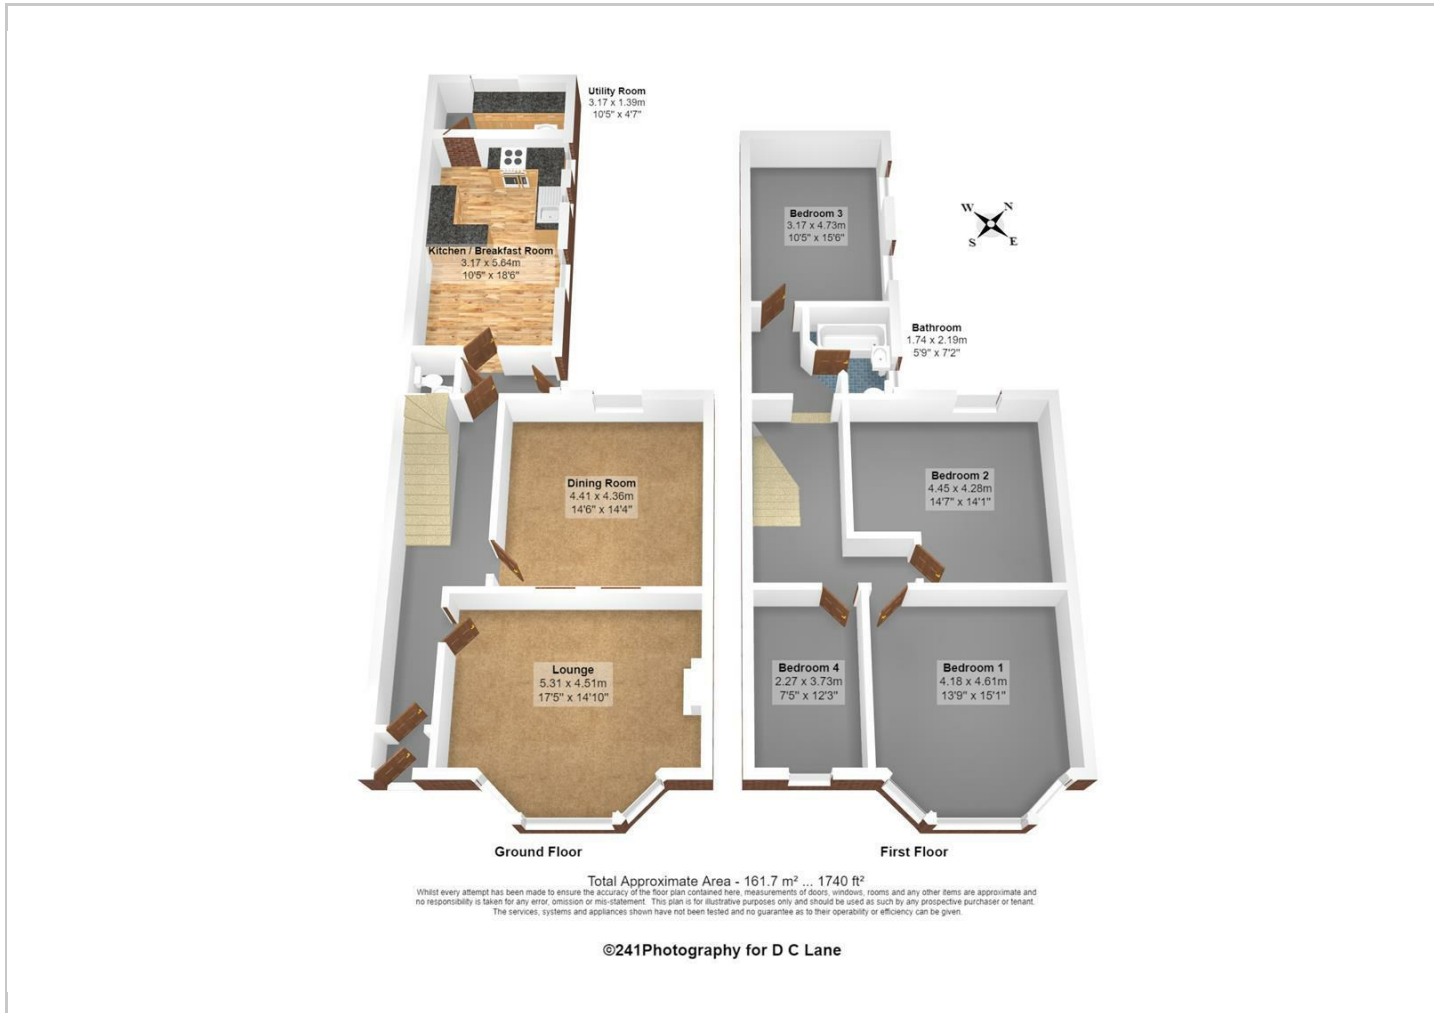 Utility Room
3.17 x 1.39m
10'5" x 4'7"
Kitchen / Breakfast Room
3.17 x 5.64m
10'5" x 18'6"
Dining Room
4.41 x 4.36m
14'6" x 14'4"
Lounge
5.31 x 4.51m
17'5" x 14'10"
Ground Floor
Bedroom 3
3.17 x 4.73m
10'5" x 15'6"
W N
S E
Bathroom
1.74 x 2.19m
5'9" x 7'2"
Bedroom 2
4.45 x 4.28m
14'7" x 14'1"
Bedroom 4
2.27 x 3.73m
7'5" x 12'3"
Bedroom 1
4.18 x 4.61m
13'9" x 15'1"
First Floor
Total Approximate Area - 161.7 m² ... 1740 ft²
Whilst every attempt has been made to ensure the accuracy of the floor plan contained here, measurements of doors, windows, rooms and any other items are approximate and
no responsibility is taken for any error, omission or mis-statement. This plan is for illustrative purposes only and should be used as such by any prospective purchaser or tenant.
The services, systems and appliances shown have not been tested and no guarantee as to their operability or efficiency can be given.
©241Photography for D C Lane